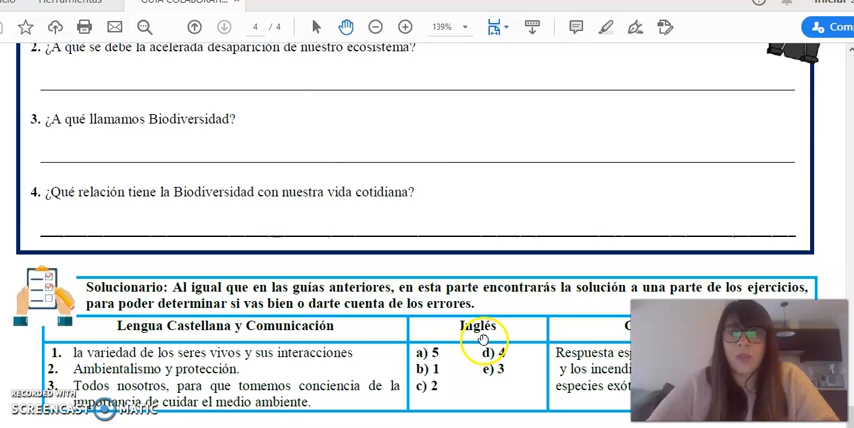 Herramientas
GUÍA COLABORAN...
4 / 4
139%
2. ¿A qué se debe la acelerada desaparición de nuestro ecosistema?
3. ¿A qué llamamos Biodiversidad?
4. ¿Qué relación tiene la Biodiversidad con nuestra vida cotidiana?
Solucionario: Al igual que en las guías anteriores, en esta parte encontrarás la solución a una parte de los ejercicios,
para poder determinar si vas bien o darte cuenta de los errores.
Lengua Castellana y Comunicación
1. la variedad de los seres vivos y sus interacciones
2. Ambientalismo y protección.
3. Todos nosotros, para que tomemos conciencia de la
importancia de cuidar el medio ambiente.
Inglés
a) 5 d) 4
b) 1 e) 3
c) 2
Respuesta
y los
especies
RECORDED WITH
SCREENCAST MATIC